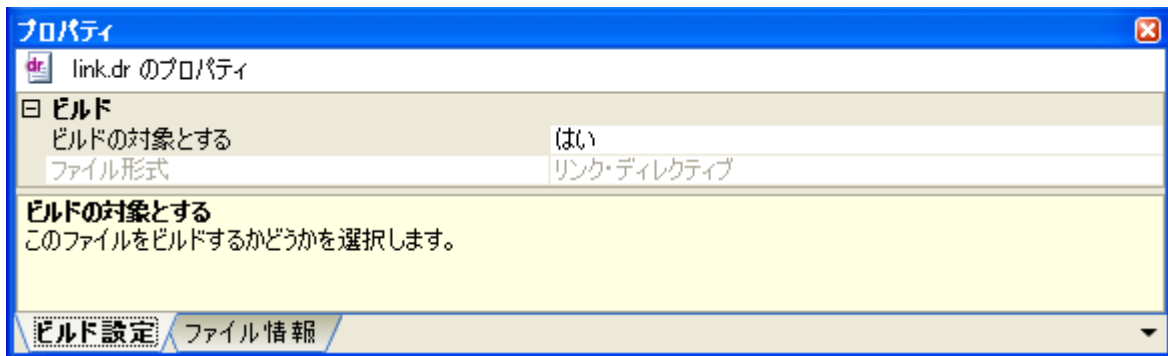 プロパティ
dr. link.dr のプロパティ
ビルド
ビルドの対象とする はい
ファイル形式 リンク・ディレクティブ
ビルドの対象とする
このファイルをビルドするかどうかを選択します。
ビルド設定 ファイル情報